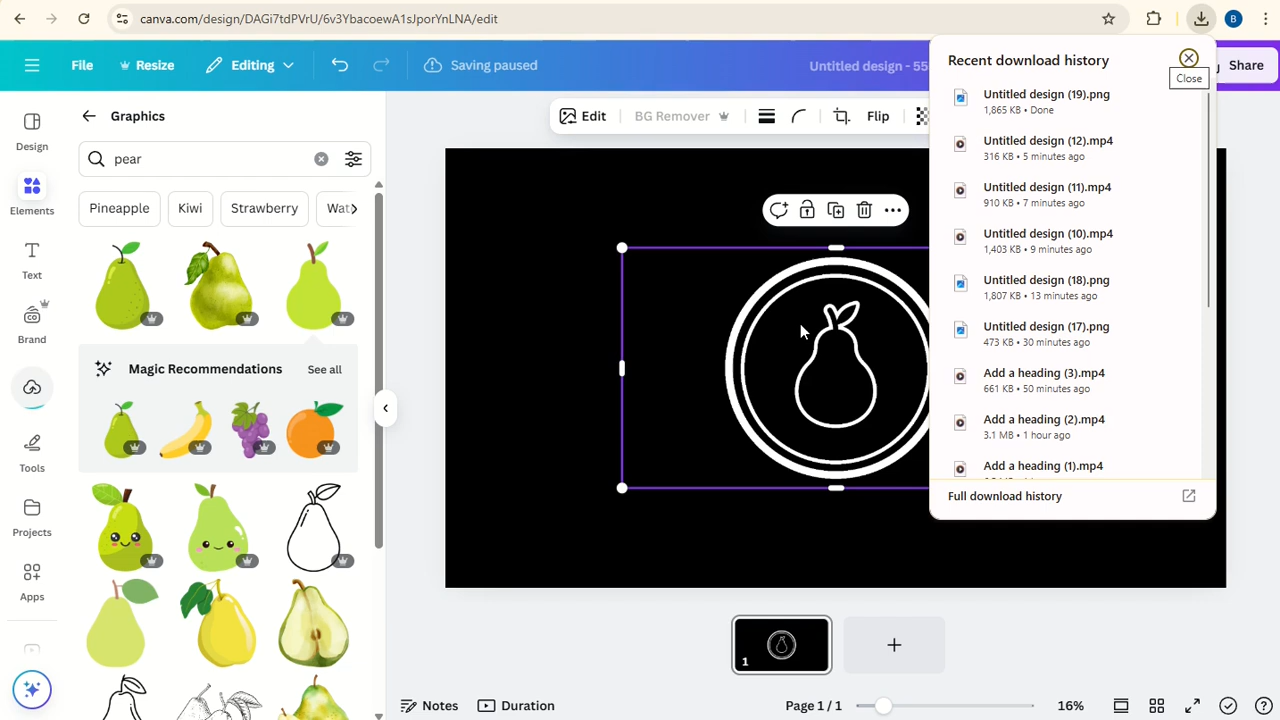 canva.com/design/DAGi7tdPVrU/6v3YbacoewA1sJporYnLNA/edit
B
File
Resize
Editing
Saving paused
Untitled design - 55
Share
Recent download history
Close
Untitled design (19).png
1,865 KB • Done
Untitled design (12).mp4
316 KB • 5 minutes ago
Untitled design (11).mp4
910 KB • 7 minutes ago
Untitled design (10).mp4
1,403 KB • 9 minutes ago
Untitled design (18).png
1,807 KB • 13 minutes ago
Untitled design (17).png
473 KB • 30 minutes ago
Add a heading (3).mp4
661 KB • 50 minutes ago
Add a heading (2).mp4
3.1 MB • 1 hour ago
Add a heading (1).mp4
Full download history
Design
Elements
Text
Brand
Tools
Projects
Apps
Graphics
pear
Pineapple
Kiwi
Strawberry
Wat
Magic Recommendations
See all
Edit
BG Remover
Flip
1
Notes
Duration
Page 1 / 1
16%